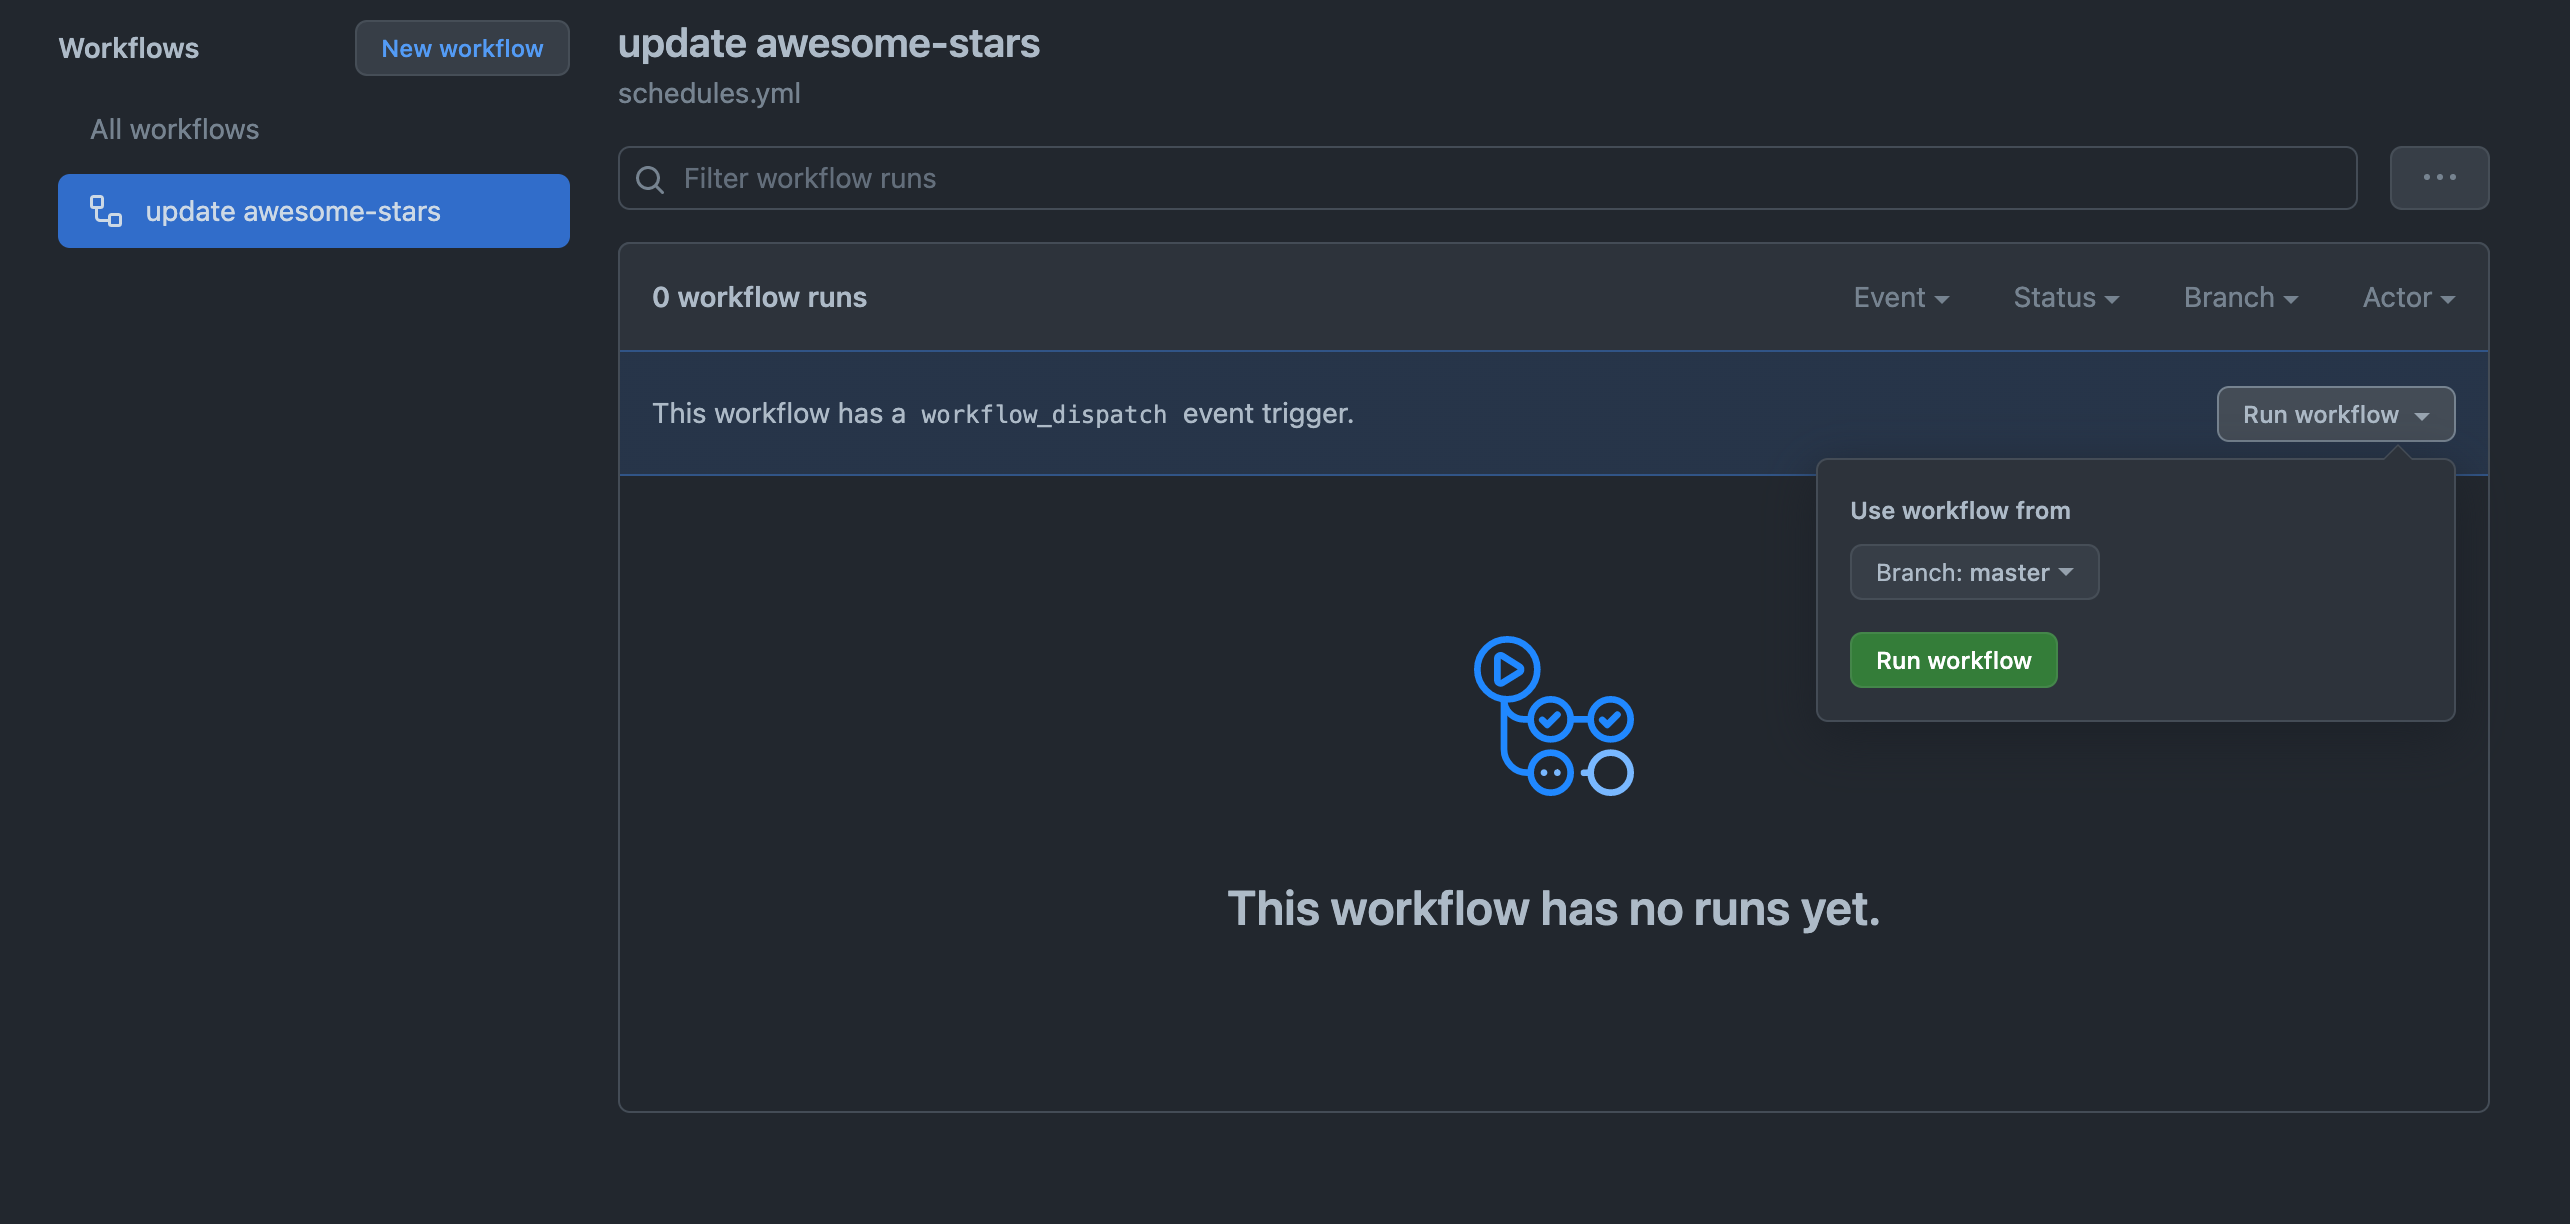 Workflows
New workflow
All workflows
update awesome-stars
update awesome-stars
schedules.yml
Filter workflow runs
0 workflow runs
Event
Status
Branch
Actor
This workflow has a workflow_dispatch event trigger.
Run workflow
Use workflow from
Branch: master
Run workflow
This workflow has no runs yet.